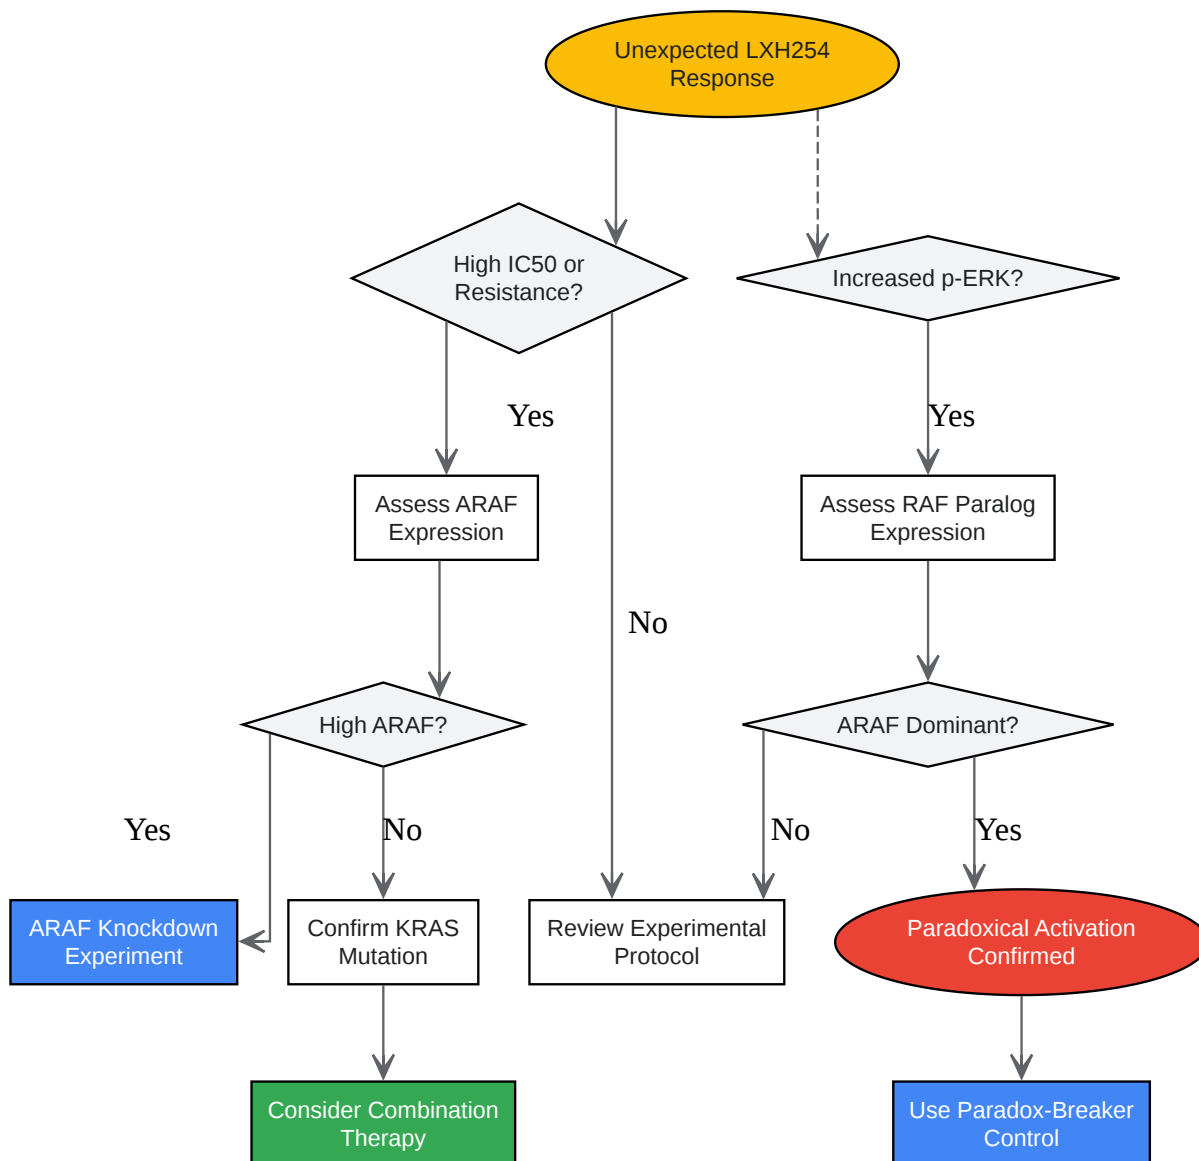 Unexpected LXH254
Response
High IC50 or
Resistance?
Increased p-ERK?
Yes
Yes
Assess ARAF
Expression
Assess RAF Paralog
Expression
No
High ARAF?
ARAF Dominant?
Yes
No
No
Yes
ARAF Knockdown
Experiment
Confirm KRAS
Mutation
Review Experimental
Protocol
Paradoxical Activation
Confirmed
Consider Combination
Therapy
Use Paradox-Breaker
Control